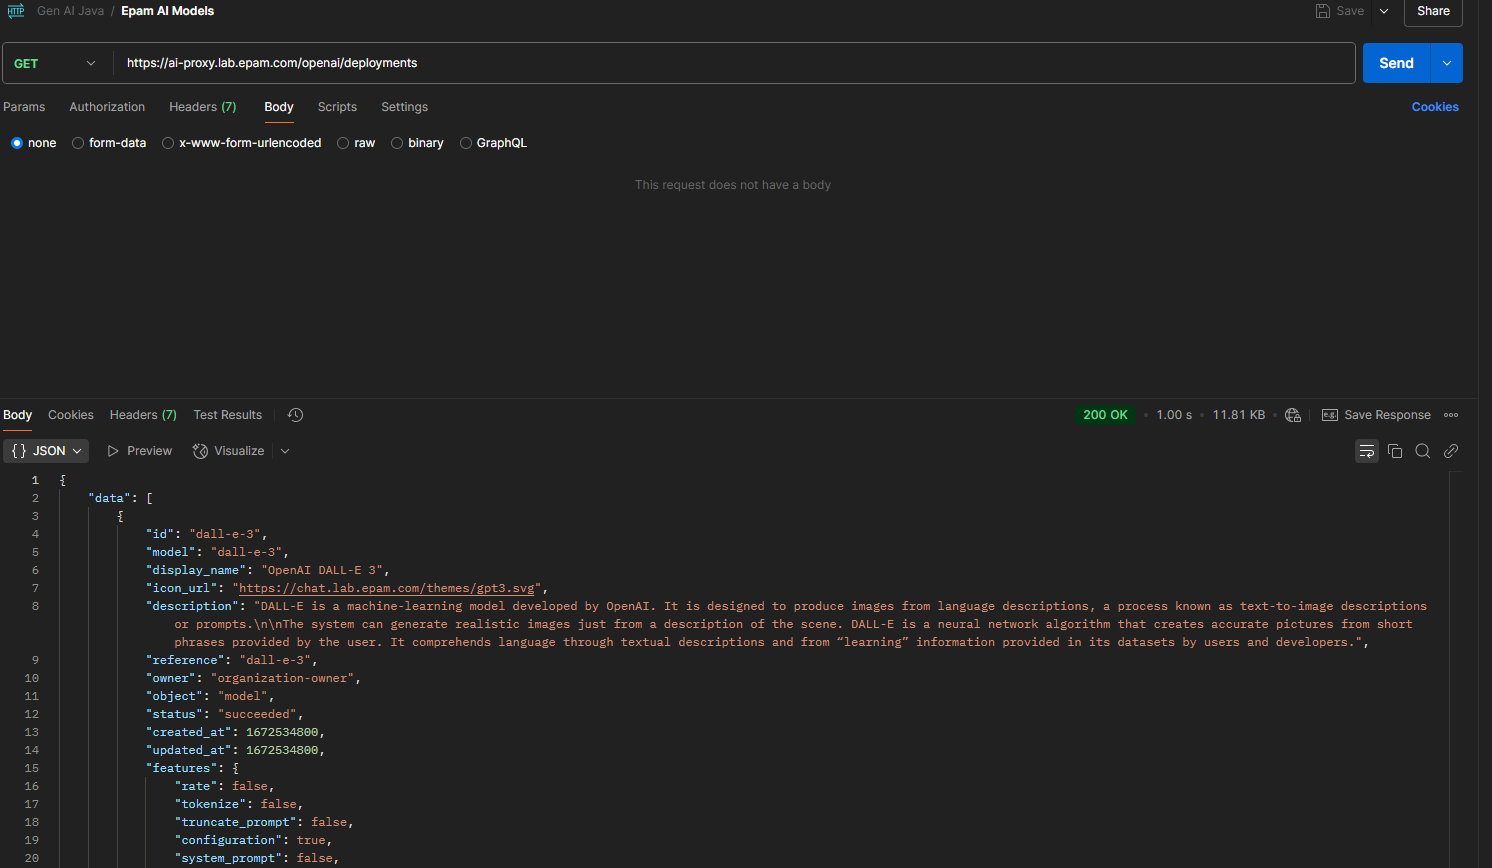 HTTP Gen AI Java / Epam AI Models Save Share
GET https://ai-proxy.lab.epam.com/openai/deployments Send
Params Authorization Headers (7) Body Scripts Settings Cookies
none form-data x-www-form-urlencoded raw binary GraphQL
This request does not have a body
Body Cookies Headers (7) Test Results 200 OK • 1.00 s • 11.81 KB • e.g. Save Response
{} JSON Preview Visualize
1 {
2 "data": [
3 {
4 "id": "dall-e-3",
5 "model": "dall-e-3",
6 "display_name": "OpenAI DALL-E 3",
7 "icon_url": "https://chat.lab.epam.com/themes/gpt3.svg",
8 "description": "DALL-E is a machine-learning model developed by OpenAI. It is designed to produce images from language descriptions, a process known as text-to-image descriptions
or prompts.\n\nThe system can generate realistic images just from a description of the scene. DALL-E is a neural network algorithm that creates accurate pictures from short
phrases provided by the user. It comprehends language through textual descriptions and from “learning” information provided in its datasets by users and developers.",
9 "reference": "dall-e-3",
10 "owner": "organization-owner",
11 "object": "model",
12 "status": "succeeded",
13 "created_at": 1672534800,
14 "updated_at": 1672534800,
15 "features": {
16 "rate": false,
17 "tokenize": false,
18 "truncate_prompt": false,
19 "configuration": true,
20 "system_prompt": false,